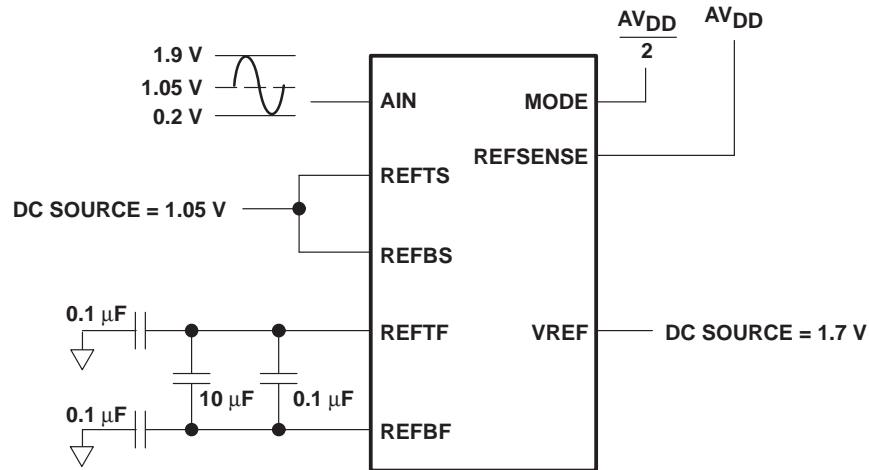 AVDD
2
AVDD
1.9 V
1.05 V
0.2 V
AIN
MODE
REFSENSE
REFTS
DC SOURCE = 1.05 V
REFBS
0.1 μF
REFTF
VREF
DC SOURCE = 1.7 V
10 μF
0.1 μF
0.1 μF
REFBF